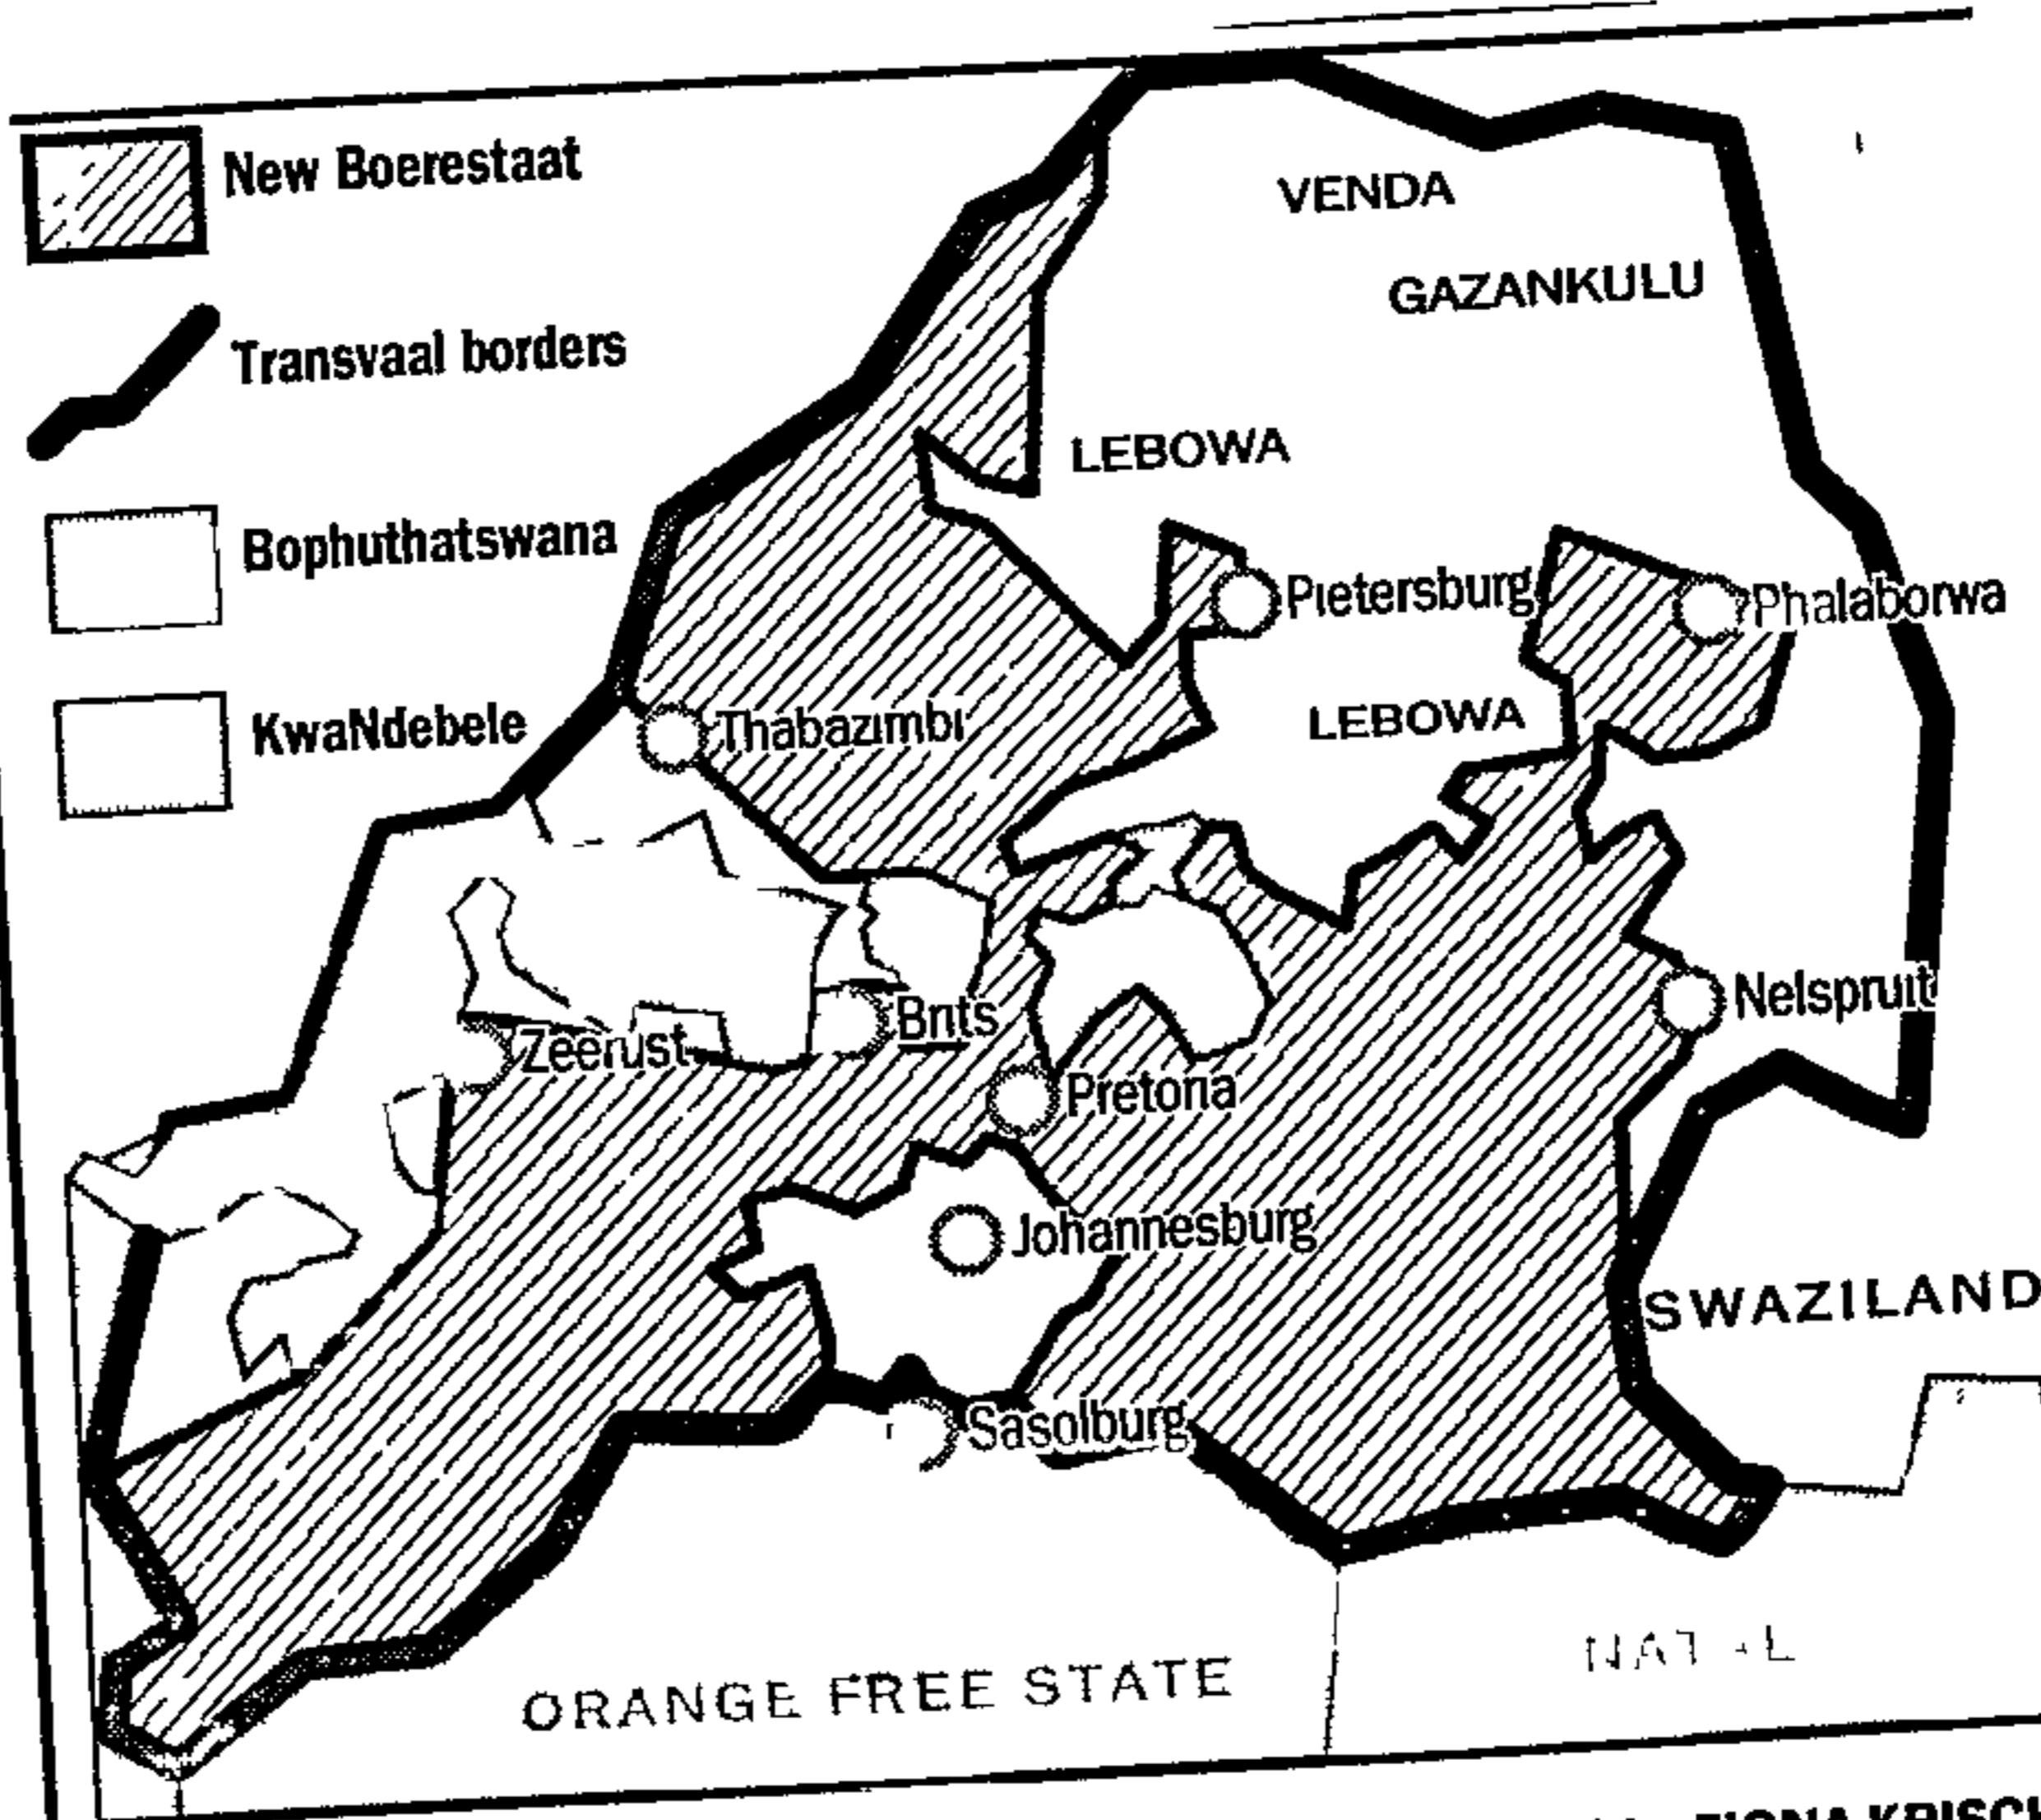 New Boerestaat
Transvaal borders
Bophuthatswana
KwaNdebele
VENDA
GAZANKULU
LEBOWA
Pietersburg
Phalaborwa
LEBOWA
Thabazimbi
Nelspruit
Brits
Zeerust
Pretoria
Johannesburg
SWAZILAND
Sasolburg
ORANGE FREE STATE